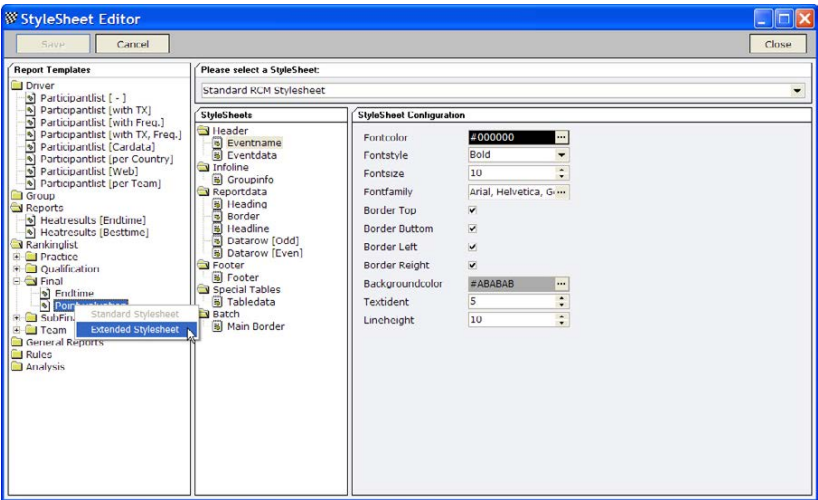 StyleSheet Editor
Save
Cancel
Close
Report Templates
Driver
Participantlist [ - ]
Participantlist [with TX]
Participantlist [with Freq.]
Participantlist [with TX, Freq.]
Participantlist [Cardata]
Participantlist [per Country]
Participantlist [Web]
Participantlist [per Team]
Group
Reports
Heatresults [Endtime]
Heatresults [Besttime]
Rankinglist
Practice
Qualification
Final
Endtime
Standard Stylesheet
Extended Stylesheet
Team
General Reports
Rules
Analysis
Please select a StyleSheet:
Standard RCM Stylesheet
StyleSheets
Header
Eventname
Eventdata
Infoline
Groupinfo
Reportdata
Heading
Border
Headline
Datarow [Odd]
Datarow [Even]
Footer
Footer
Special Tables
Tabledata
Batch
Main Border
StyleSheet Configuration
Fontcolor #000000 ...
Fontstyle Bold
Fontsize 10
Fontfamily Arial, Helvetica, G ...
Border Top
Border Buttom
Border Left
Border Reight
Backgroundcolor #ABABAB ...
Textident 5
Lineheight 10